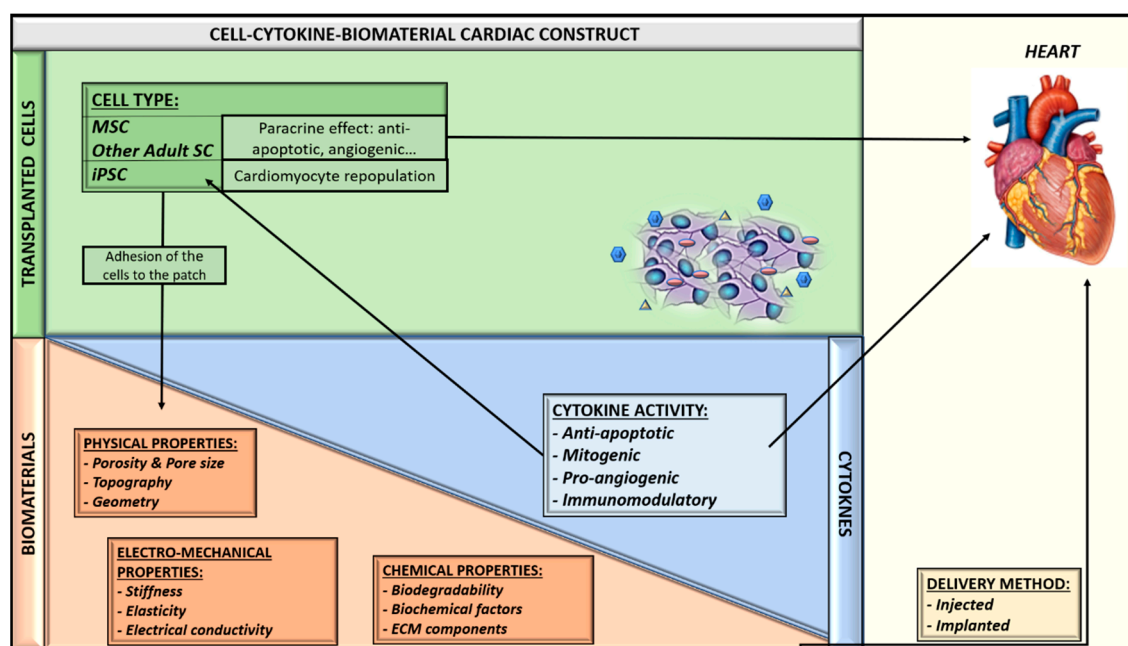 CELL-CYTOKINE-BIOMATERIAL CARDIAC CONSTRUCT
HEART
TRANSPLANTED CELLS
CELL TYPE:
MSC
Other Adult SC
iPSC
Paracrine effect: anti-
apoptotic, angiogenic...
Cardiomyocyte repopulation
Adhesion of the
cells to the patch
BIOMATERIALS
PHYSICAL PROPERTIES:
- Porosity & Pore size
- Topography
- Geometry
ELECTRO-MECHANICAL
PROPERTIES:
- Stiffness
- Elasticity
- Electrical conductivity
CHEMICAL PROPERTIES:
- Biodegradability
- Biochemical factors
- ECM components
CYTOKINE ACTIVITY:
- Anti-apoptotic
- Mitogenic
- Pro-angiogenic
- Immunomodulatory
CYTOKNES
DELIVERY METHOD:
- Injected
- Implanted